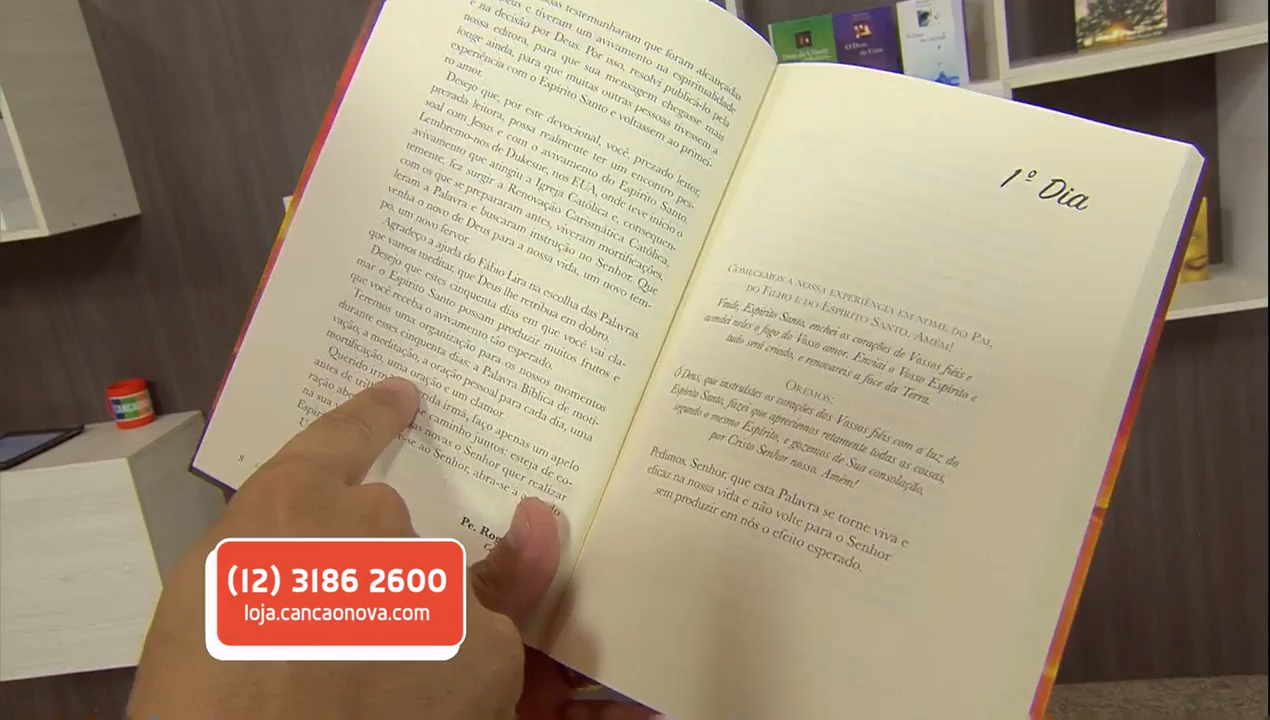 soas testemunharam que foram alcançadas
e tiveram um avivamento na espiritualidade
e na decisão por Deus. Por isso, resolvi publicá-lo pela
nossa editora, para que sua mensagem chegasse mais
longe ainda, para que muitas outras pessoas tivessem a
experiência com o Espírito Santo e voltassem ao primei-
ro amor.
Desejo que, por este devocional, você, prezado leitor,
prezada leitora, possa realmente ter um encontro pes-
soal com Jesus e com o avivamento do Espírito Santo.
Lembremo-nos de Dukesne, nos EUA, onde teve início o
avivamento que atingiu a Igreja Católica e, consequen-
temente, fez surgir a Renovação Carismática Católica,
com os que se prepararam antes, viveram mortificações,
leram a Palavra e buscaram instrução no Senhor. Que
venha o novo de Deus para a nossa vida, um novo tem-
po, um novo fervor.
Agradeço a ajuda do Fábio Lira na escolha das Palavras
que vamos meditar, que Deus lhe retribua em dobro.
Desejo que estes cinquenta dias em que você vai cla-
mar o Espírito Santo possam produzir muitos frutos e
que você receba o avivamento tão esperado.
Teremos uma organização para os nossos momentos
durante esses cinquenta dias: a Palavra Bíblica de moti-
vação, a meditação, a oração pessoal para cada dia, uma
mortificação, uma oração e um clamor.
Querido irmã irmã, faço apenas um apelo
antes de caminho juntos: esteja de co-
ração novas o Senhor quer realizar
na sua ao Senhor, abra-se à
8
Pe. Rog
1º Dia
Comecemos a nossa experiência em nome do Pai,
do Filho e do Espírito Santo. Amém!
Vinde, Espírito Santo, enchei os corações de Vossos fiéis e
acendei neles o fogo do Vosso amor. Enviai o Vosso Espírito e
tudo será criado, e renovareis a face da Terra.
Oremos:
Ó Deus, que instruístes os corações dos Vossos fiéis com a luz do
Espírito Santo, fazei que apreciemos retamente todas as coisas,
segundo o mesmo Espírito, e gozemos de Sua consolação,
por Cristo Senhor nosso. Amém!
Pedimos, Senhor, que esta Palavra se torne viva e
eficaz na nossa vida e não volte para o Senhor
sem produzir em nós o efeito esperado.
(12) 3186 2600
loja.cancaonova.com